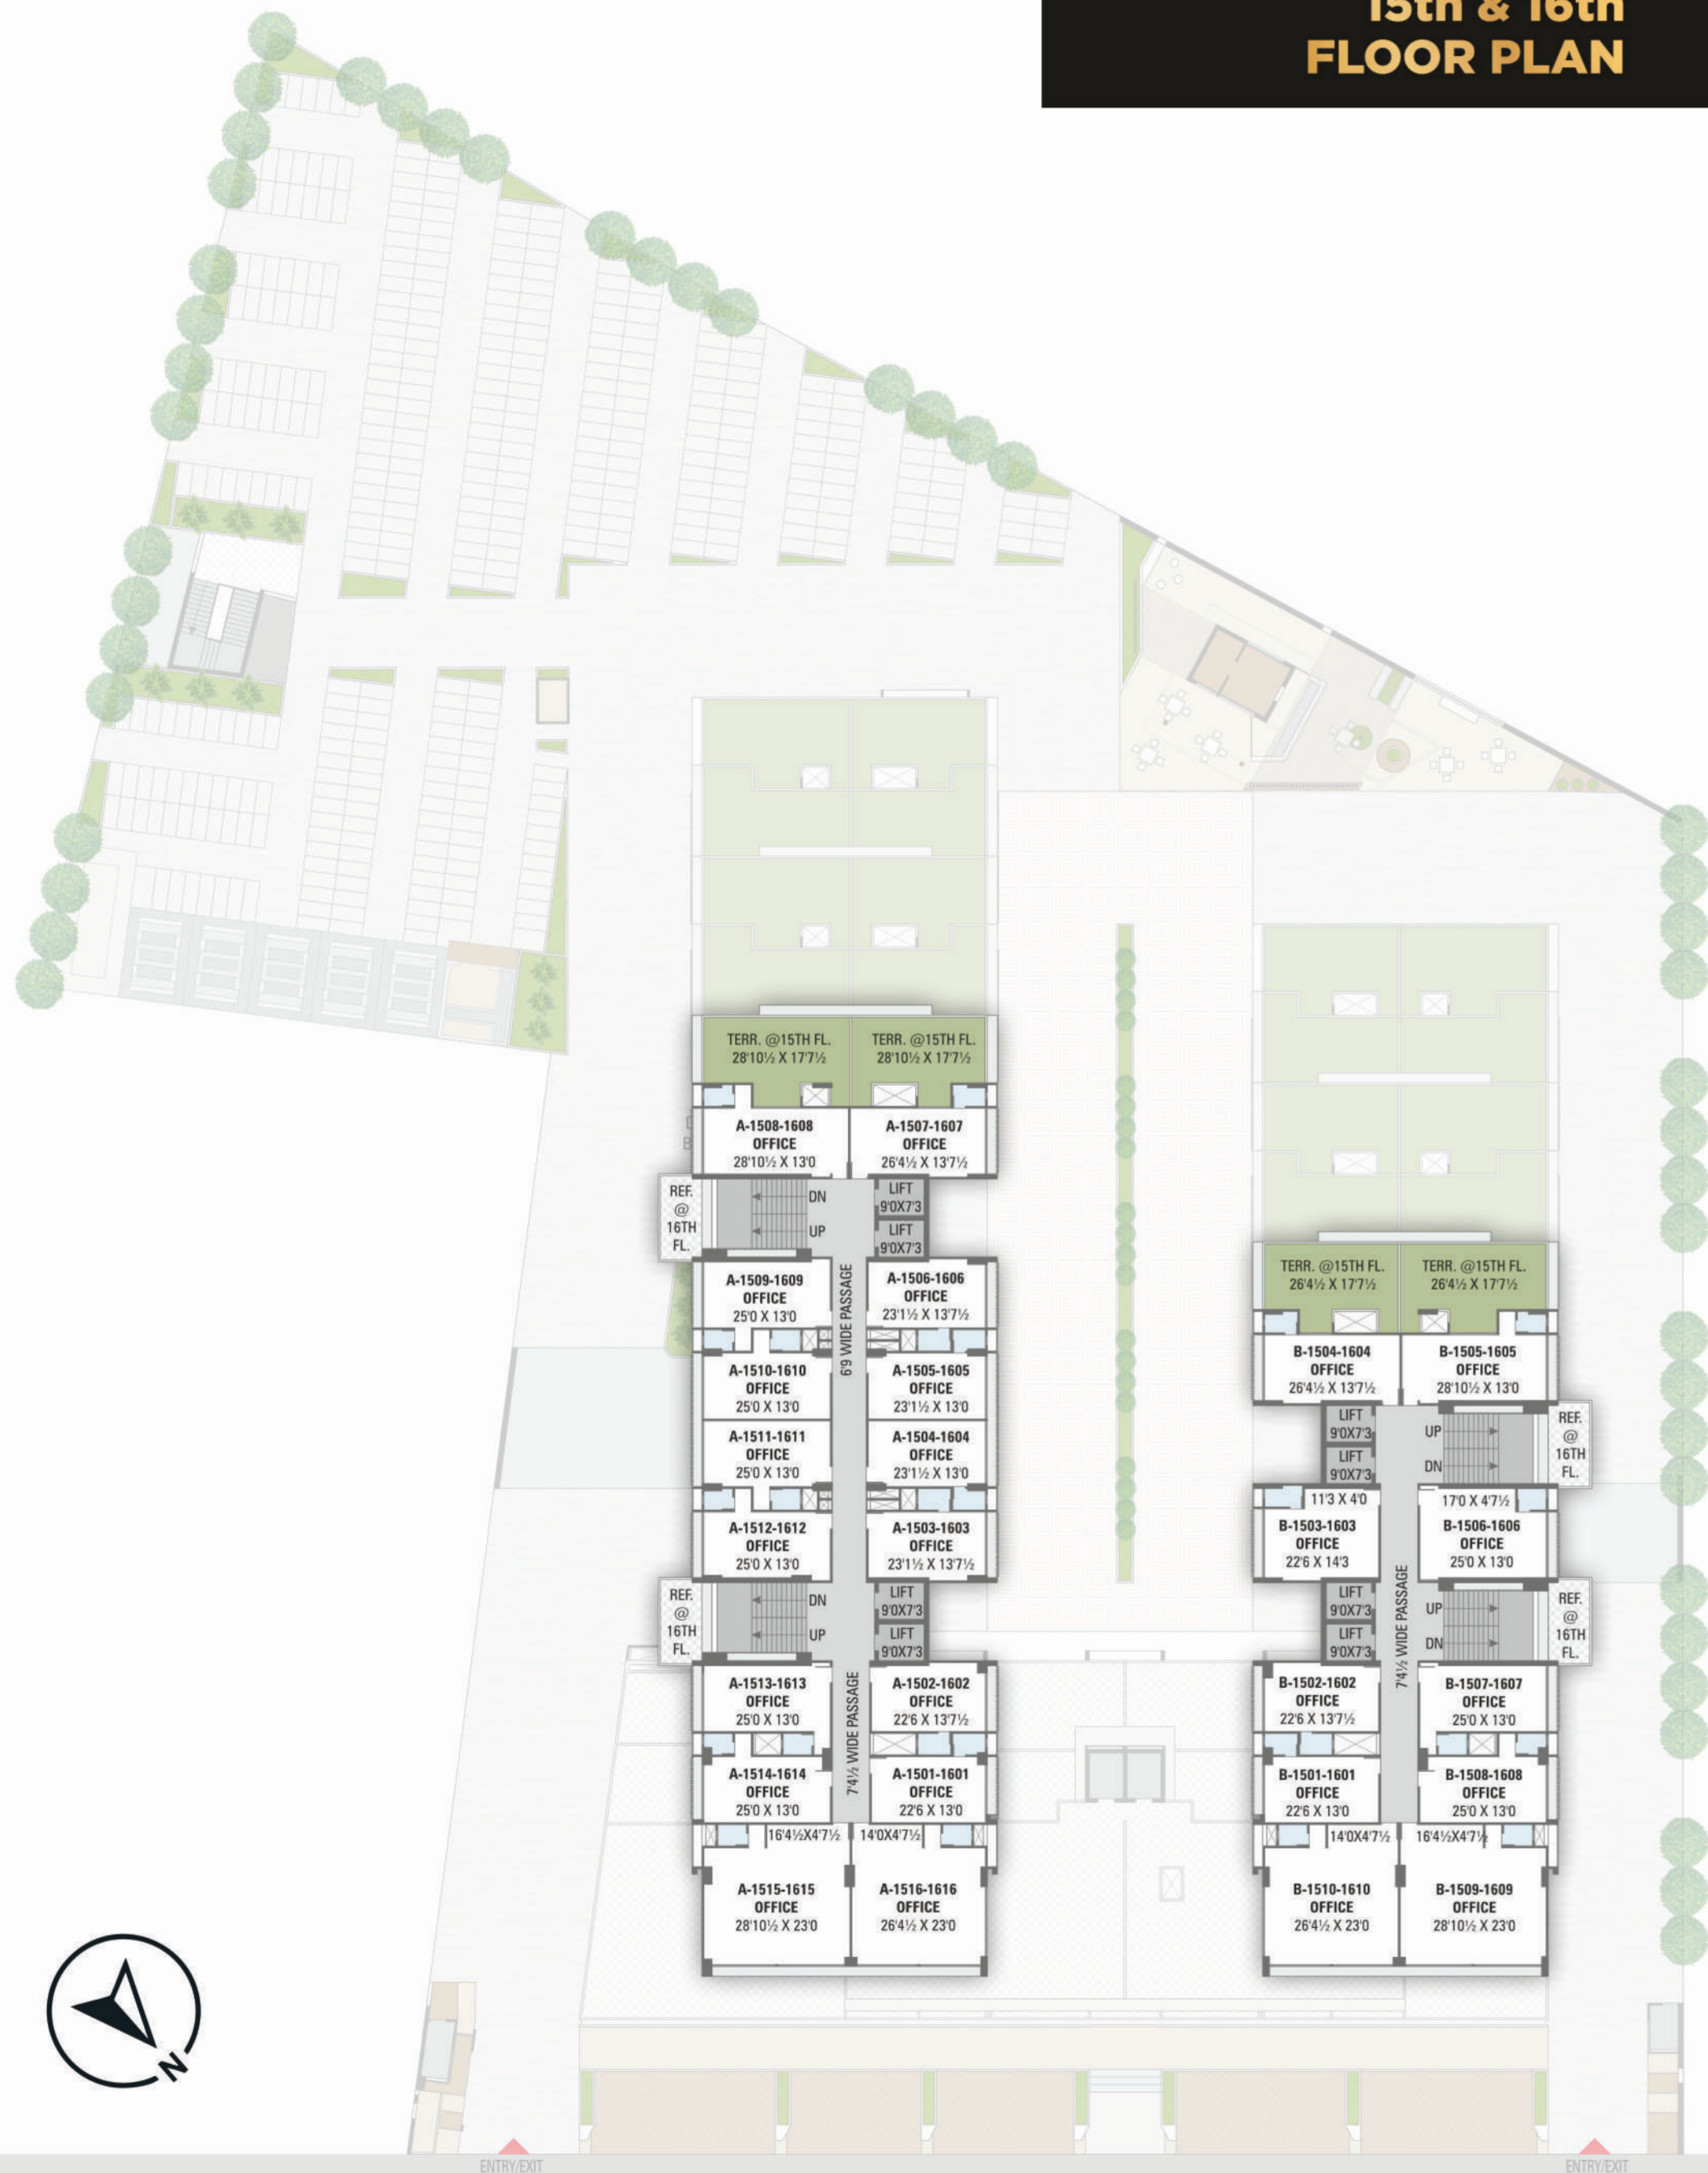 15th & 16th
FLOOR PLAN
TERR. @15TH FL.
28'10½ X 17'7½
TERR. @15TH FL.
28'10½ X 17'7½
A-1508-1608
OFFICE
28'10½ X 13'0
A-1507-1607
OFFICE
26'4½ X 13'7½
REF.
@
16TH
FL.
DN
UP
LIFT
9'0X7'3
LIFT
9'0X7'3
6'9 WIDE PASSAGE
A-1509-1609
OFFICE
25'0 X 13'0
A-1506-1606
OFFICE
23'1½ X 13'7½
A-1510-1610
OFFICE
25'0 X 13'0
A-1505-1605
OFFICE
23'1½ X 13'0
A-1511-1611
OFFICE
25'0 X 13'0
A-1504-1604
OFFICE
23'1½ X 13'0
A-1512-1612
OFFICE
25'0 X 13'0
A-1503-1603
OFFICE
23'1½ X 13'7½
REF.
@
16TH
FL.
DN
UP
LIFT
9'0X7'3
LIFT
9'0X7'3
7'4½ WIDE PASSAGE
A-1513-1613
OFFICE
25'0 X 13'0
A-1502-1602
OFFICE
22'6 X 13'7½
A-1514-1614
OFFICE
25'0 X 13'0
A-1501-1601
OFFICE
22'6 X 13'0
16'4½X4'7½
14'0X4'7½
A-1515-1615
OFFICE
28'10½ X 23'0
A-1516-1616
OFFICE
26'4½ X 23'0
TERR. @15TH FL.
26'4½ X 17'7½
TERR. @15TH FL.
26'4½ X 17'7½
B-1504-1604
OFFICE
26'4½ X 13'7½
B-1505-1605
OFFICE
28'10½ X 13'0
LIFT
9'0X7'3
LIFT
9'0X7'3
UP
DN
REF.
@
16TH
FL.
11'3 X 4'0
17'0 X 4'7½
B-1503-1603
OFFICE
22'6 X 14'3
B-1506-1606
OFFICE
25'0 X 13'0
LIFT
9'0X7'3
LIFT
9'0X7'3
7'4½ WIDE PASSAGE
UP
DN
REF.
@
16TH
FL.
B-1502-1602
OFFICE
22'6 X 13'7½
B-1507-1607
OFFICE
25'0 X 13'0
B-1501-1601
OFFICE
22'6 X 13'0
B-1508-1608
OFFICE
25'0 X 13'0
14'0X4'7½
16'4½X4'7½
B-1510-1610
OFFICE
26'4½ X 23'0
B-1509-1609
OFFICE
28'10½ X 23'0
N
ENTRY/EXIT
ENTRY/EXIT